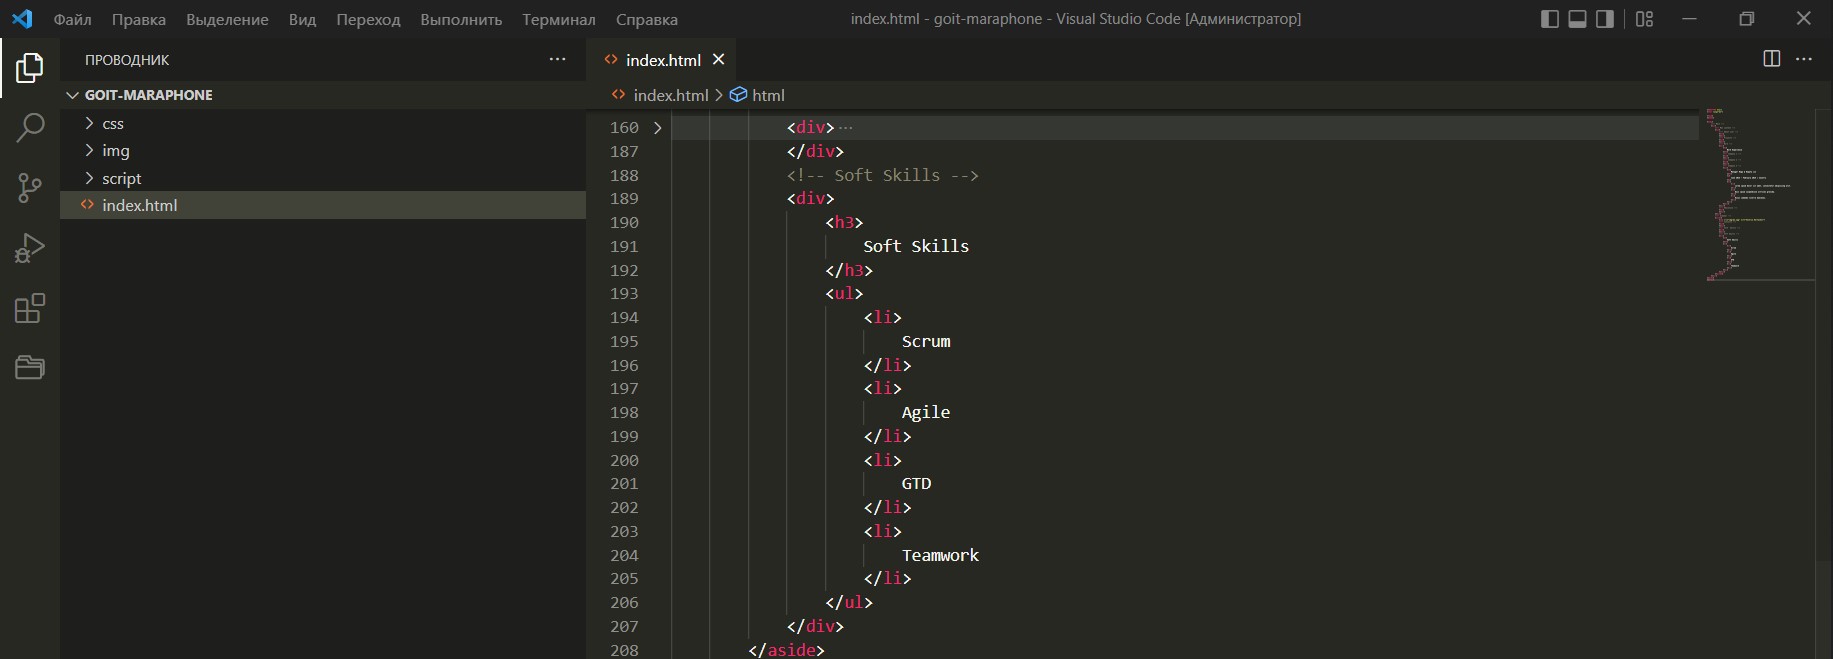 Файл Правка Выделение Вид Переход Выполнить Терминал Справка index.html - goit-maraphone - Visual Studio Code [Администратор]
ПРОВОДНИК ···
GOIT-MARAPHONE
css
img
script
index.html
index.html
index.html > html
160 <div> ···
187 </div>
188 <!-- Soft Skills -->
189 <div>
190 <h3>
191 Soft Skills
192 </h3>
193 <ul>
194 <li>
195 Scrum
196 </li>
197 <li>
198 Agile
199 </li>
200 <li>
201 GTD
202 </li>
203 <li>
204 Teamwork
205 </li>
206 </ul>
207 </div>
208 </aside>